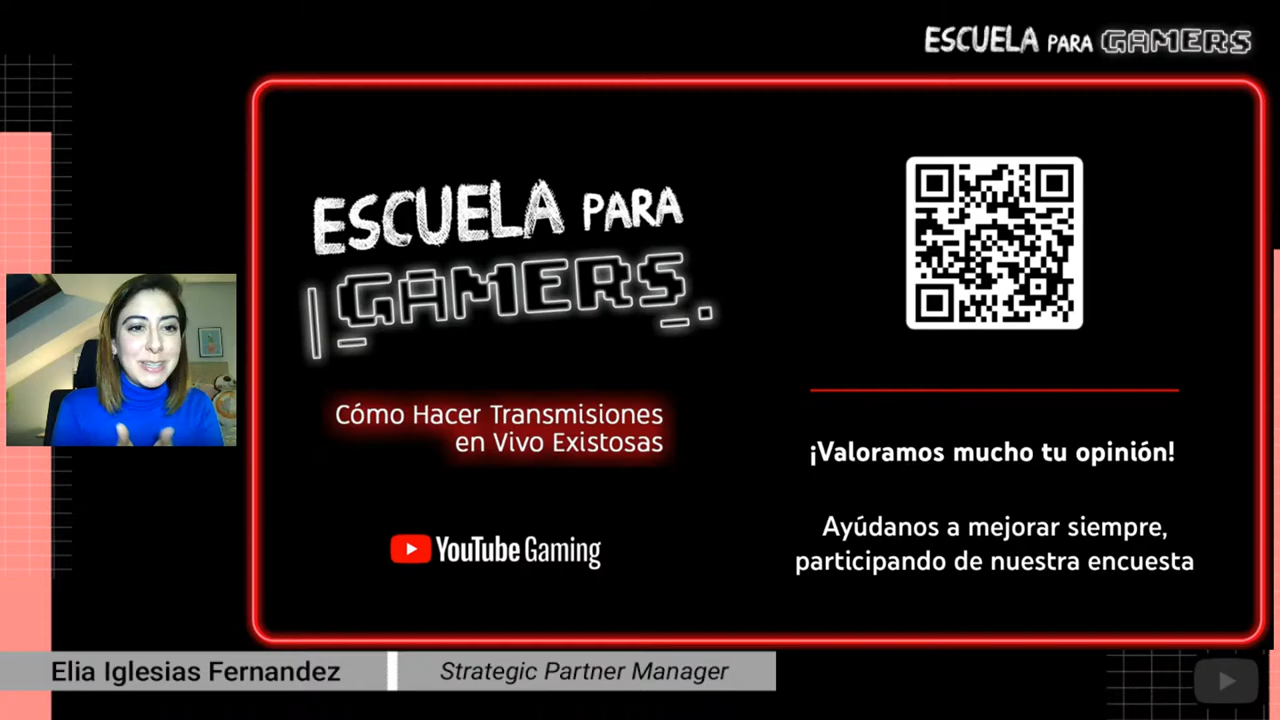 ESCUELA PARA GAMERS
ESCUELA PARA
GAMERS
Cómo Hacer Transmisiones
en Vivo Existosas
YouTube Gaming
¡Valoramos mucho tu opinión!
Ayúdanos a mejorar siempre,
participando de nuestra encuesta
Elia Iglesias Fernandez
Strategic Partner Manager